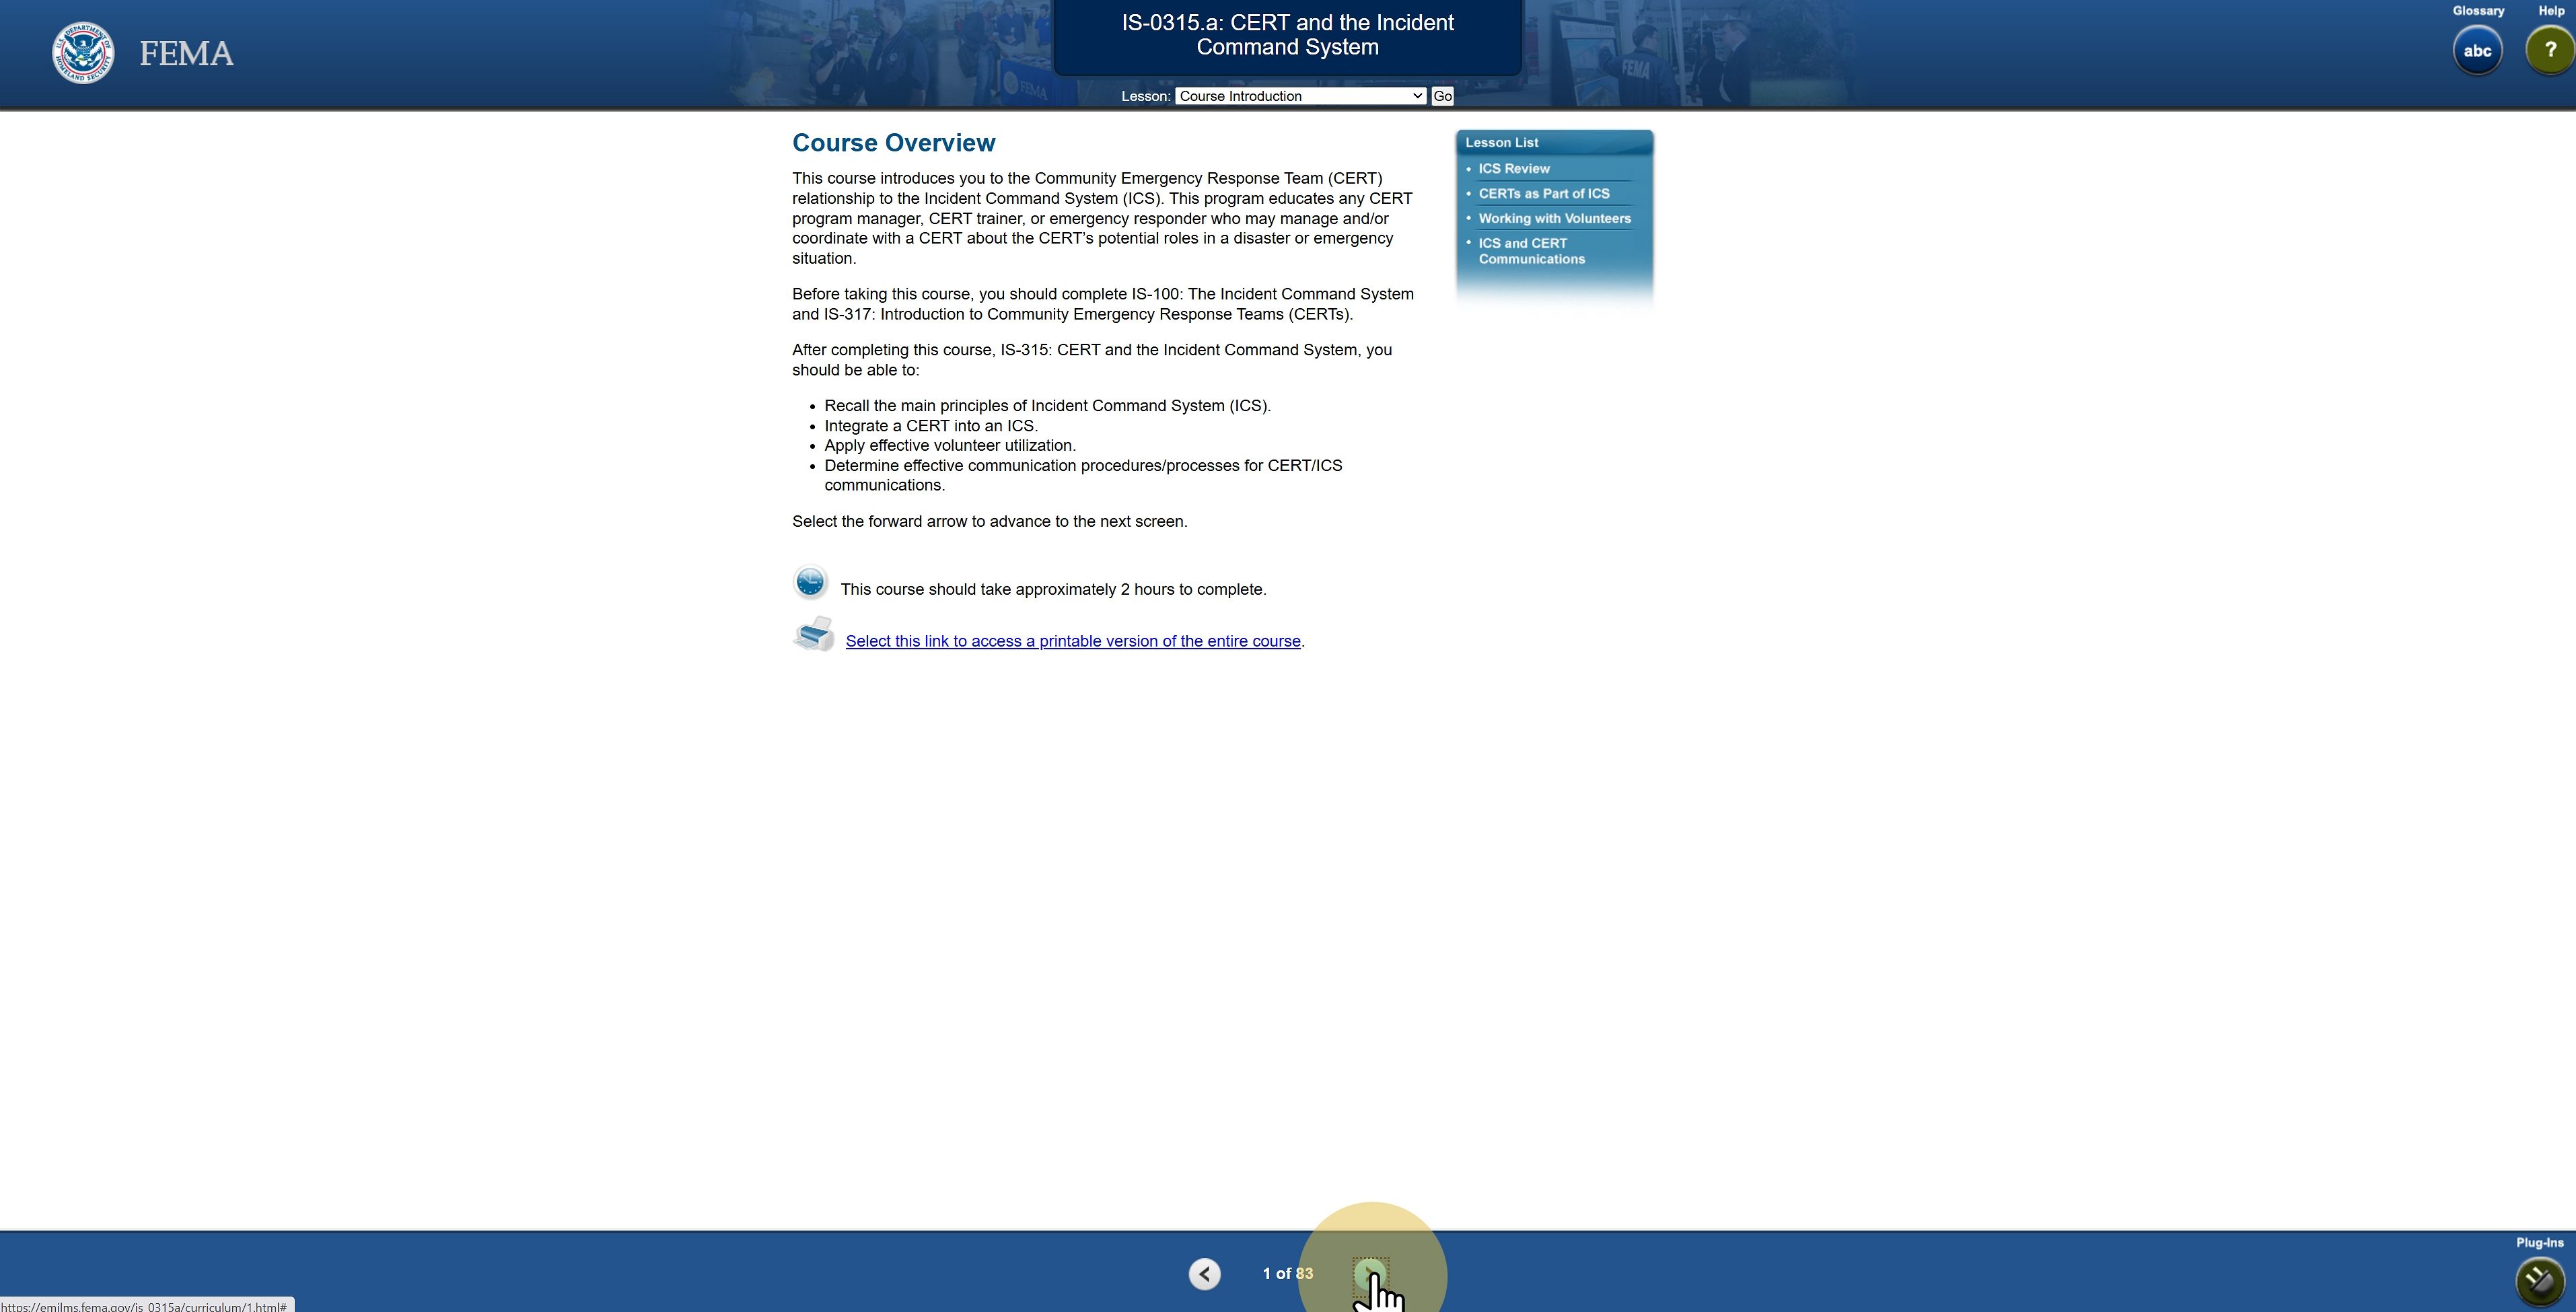 FEMA
IS-0315.a: CERT and the Incident
Command System
Lesson: Course Introduction Go
Glossary
abc
Help
?
FEMA
FEMA
Course Overview
This course introduces you to the Community Emergency Response Team (CERT)
relationship to the Incident Command System (ICS). This program educates any CERT
program manager, CERT trainer, or emergency responder who may manage and/or
coordinate with a CERT about the CERT’s potential roles in a disaster or emergency
situation.
Before taking this course, you should complete IS-100: The Incident Command System
and IS-317: Introduction to Community Emergency Response Teams (CERTs).
After completing this course, IS-315: CERT and the Incident Command System, you
should be able to:
• Recall the main principles of Incident Command System (ICS).
• Integrate a CERT into an ICS.
• Apply effective volunteer utilization.
• Determine effective communication procedures/processes for CERT/ICS
communications.
Select the forward arrow to advance to the next screen.
This course should take approximately 2 hours to complete.
Select this link to access a printable version of the entire course.
Lesson List
• ICS Review
• CERTs as Part of ICS
• Working with Volunteers
• ICS and CERT
Communications
1 of 83
Plug-Ins
https://emilms.fema.gov/is_0315a/curriculum/1.html#